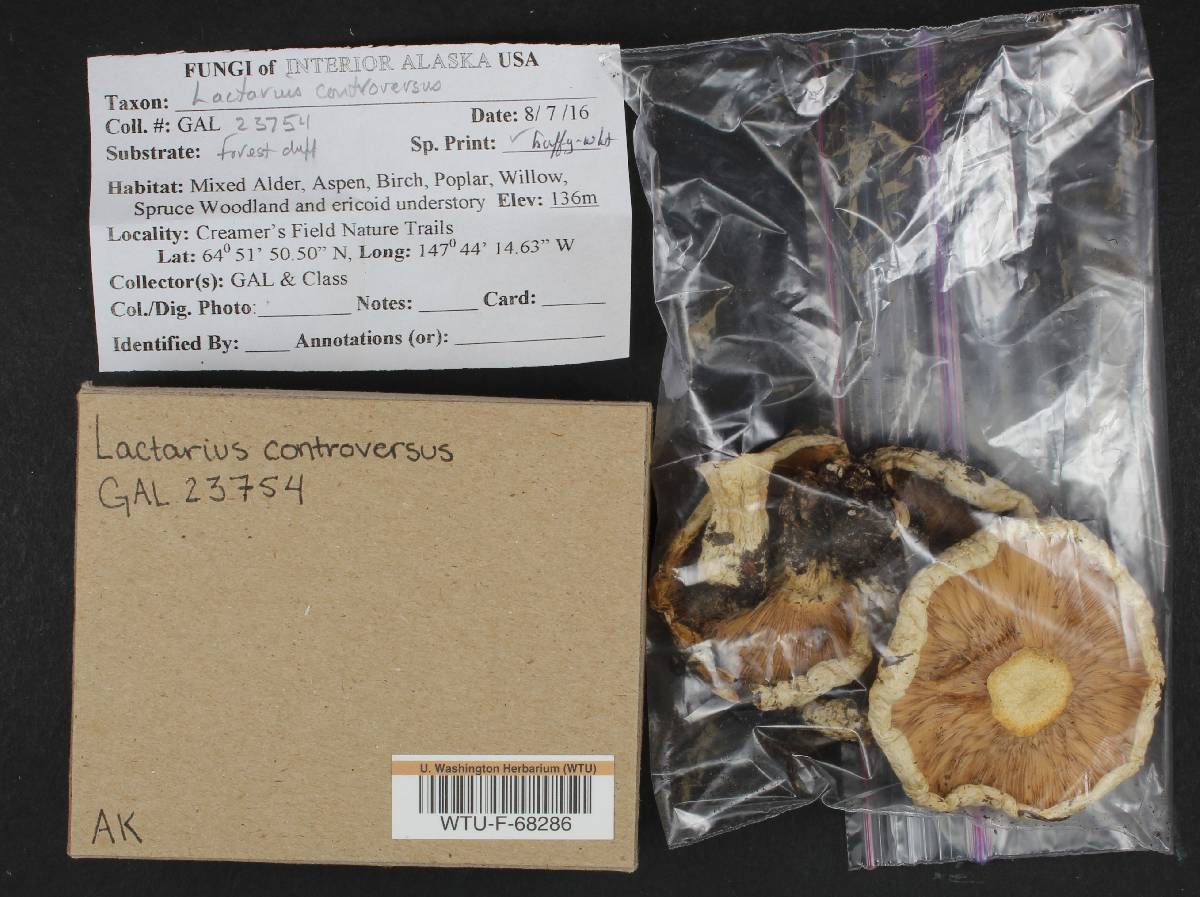 FUNGI of INTERIOR ALASKA USA
Taxon: Lactarius controversus
Coll. #: GAL 23754 Date: 8/ 7 /16
Substrate: forest duff Sp. Print: ✓
Habitat: Mixed Alder, Aspen, Birch, Poplar, Willow,
Spruce Woodland and ericoid understory Elev: 136m
Locality: Creamer's Field Nature Trails
Lat: 64⁰ 51' 50.50" N, Long: 147⁰ 44' 14.63" W
Collector(s): GAL & Class
Col./Dig. Photo: Notes: Card:
Identified By: Annotations (or):
Lactarius controversus
GAL 23754
AK
U. Washington Herbarium (WTU)
WTU-F-68286